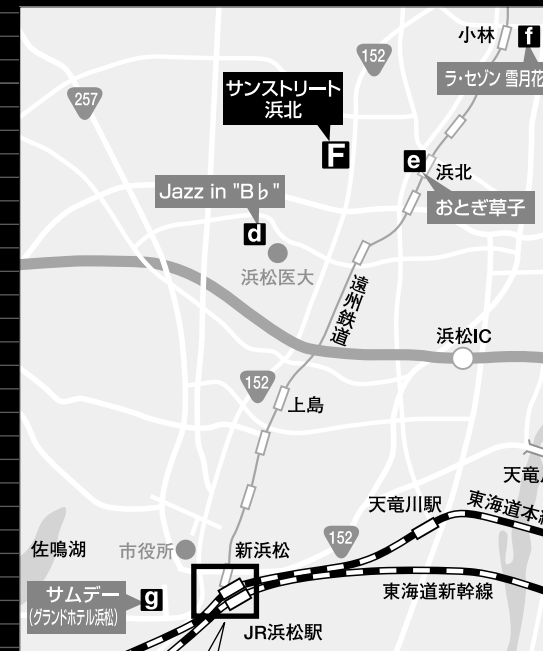 小林
f
152
ラ・セゾン 雪月花
257
サンストリート
浜北
F
e
浜北
Jazz in "B♭"
おとぎ草子
d
浜松医大
遠州鉄道
浜松IC
152
上島
天竜
天竜川駅
東海道本
152
佐鳴湖
市役所
新浜松
サムデー
(グランドホテル浜松)
g
東海道新幹線
JR浜松駅